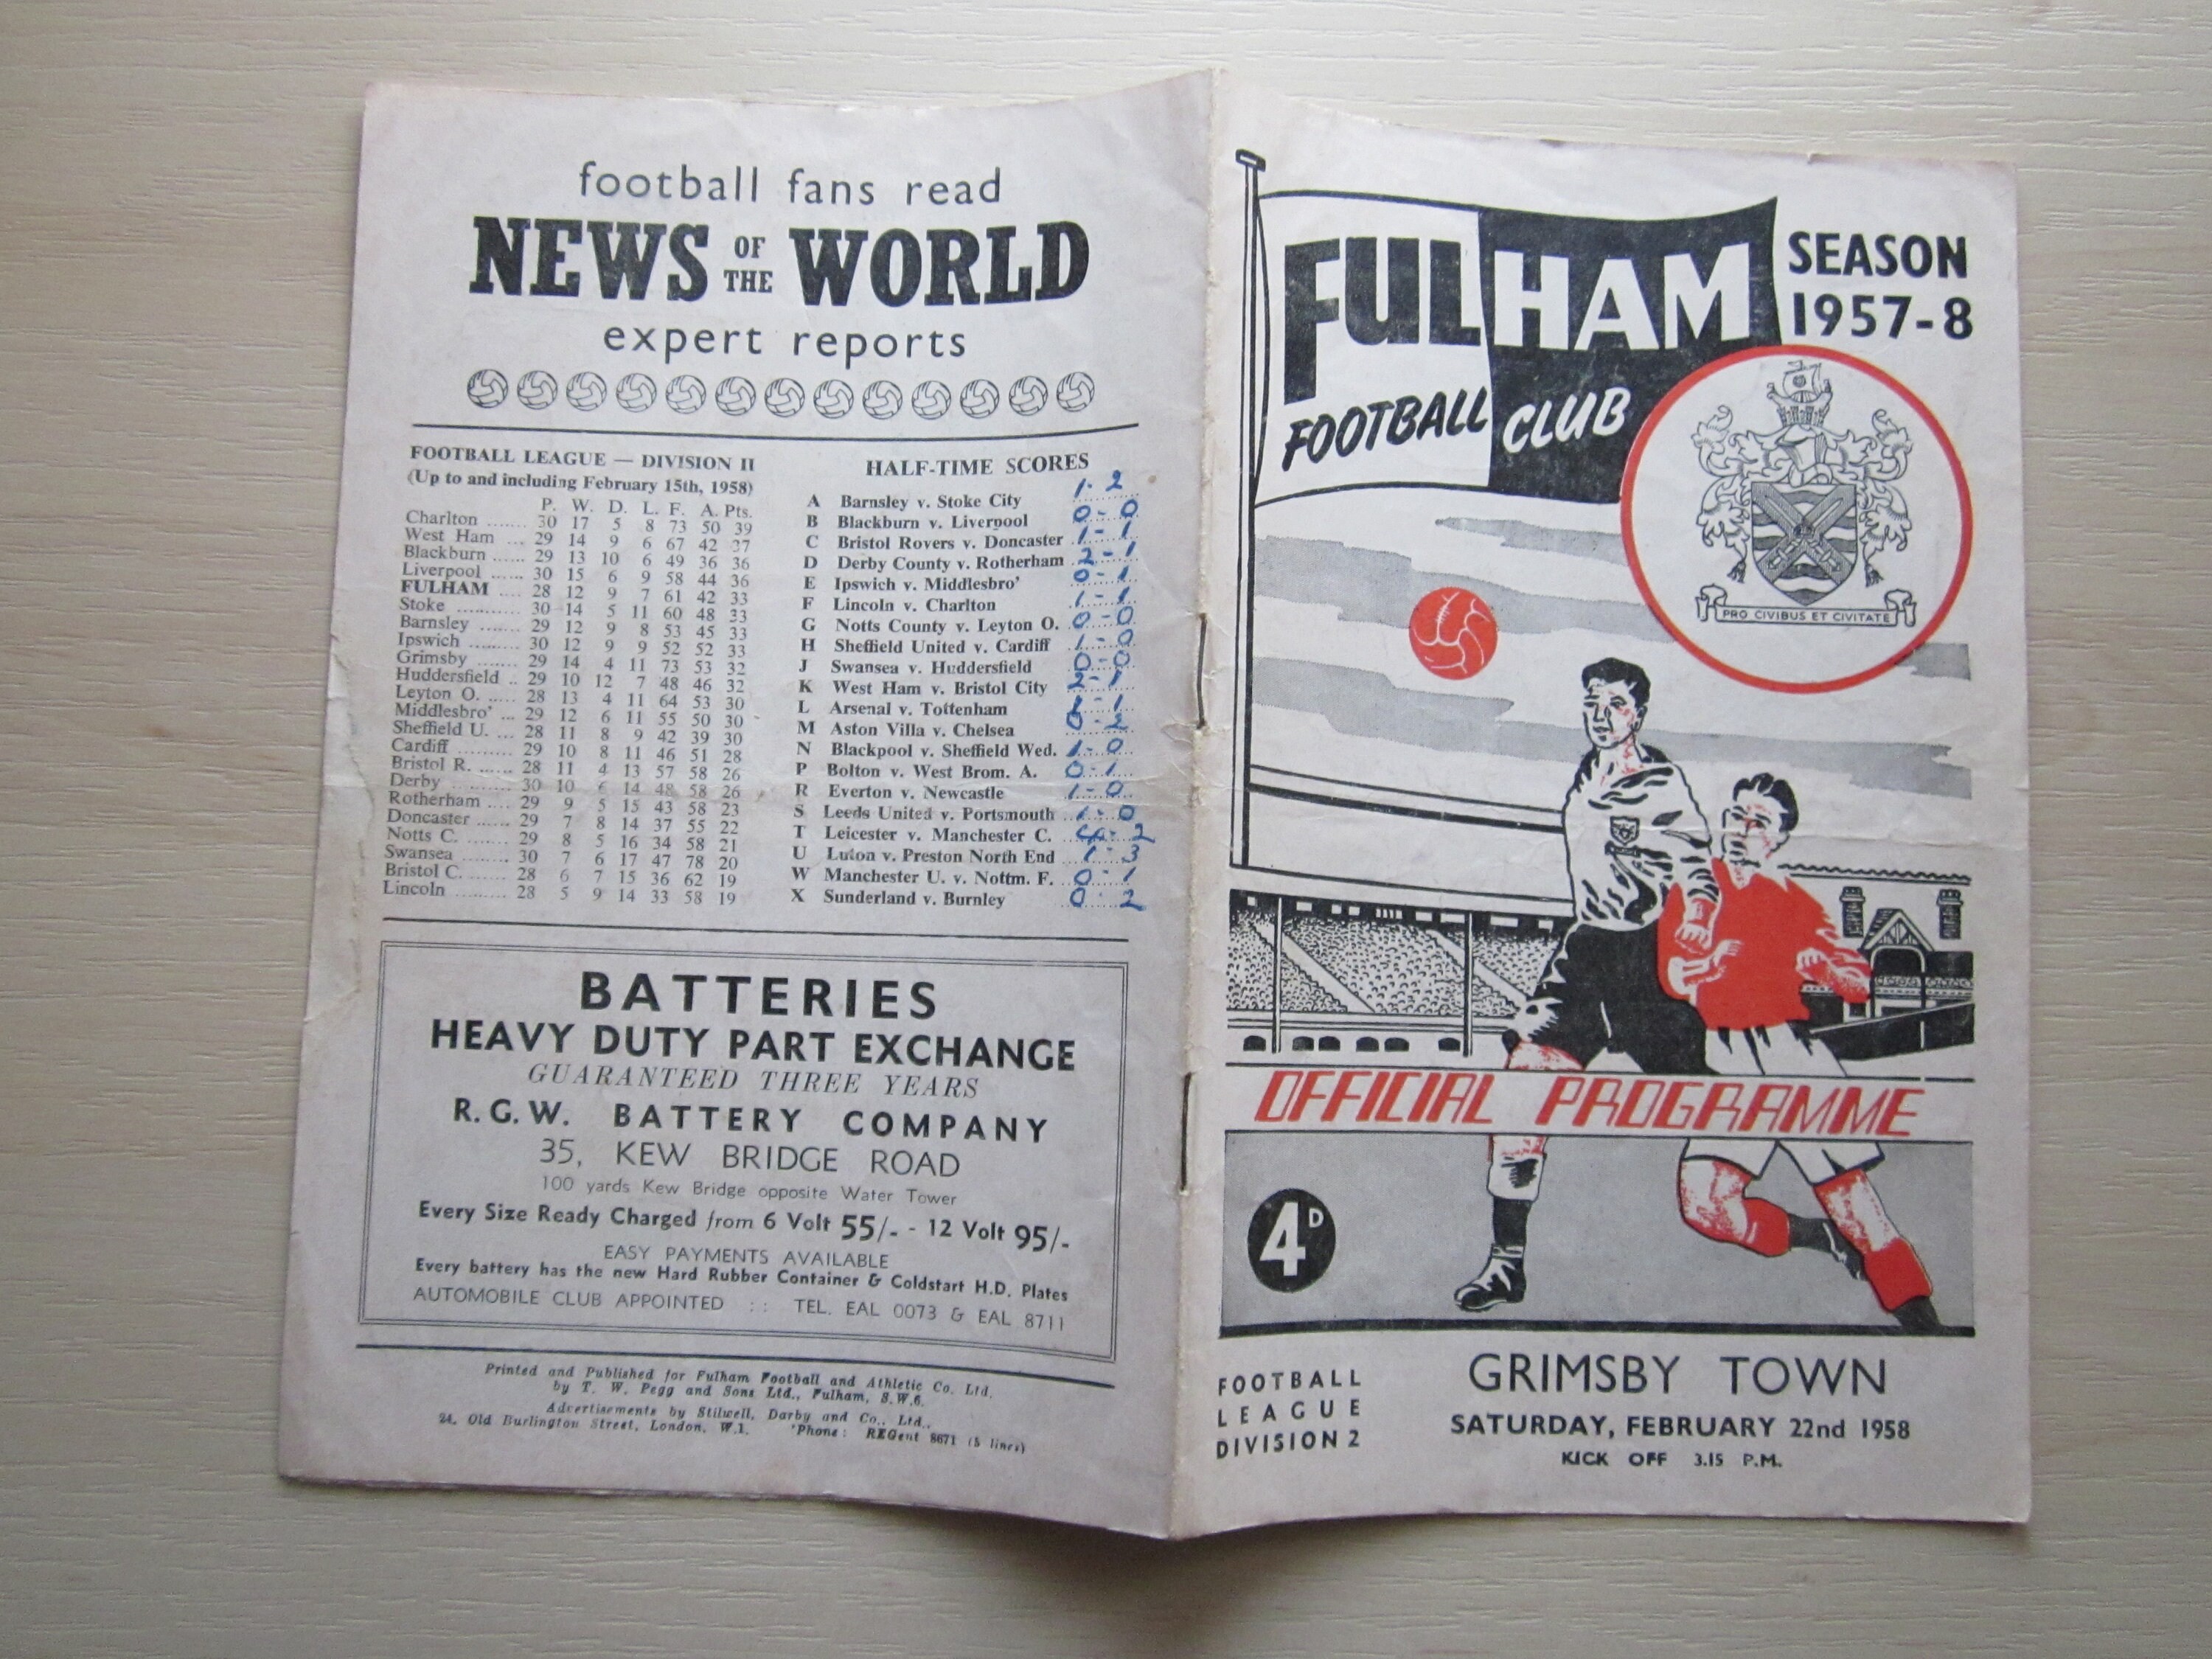 football fans read
NEWS OF THE WORLD
expert reports
FOOTBALL LEAGUE — DIVISION II
(Up to and including February 15th, 1958)
P. W. D. L. F. A. Pts.
Charlton ....... 30 17 5 8 73 50 39
West Ham ... 29 14 9 6 67 42 37
Blackburn ...... 29 13 10 6 49 36 36
Liverpool ...... 30 15 6 9 58 44 36
FULHAM .... 28 12 9 7 61 42 33
Stoke .......... 30 14 5 11 60 48 33
Barnsley ....... 29 12 9 8 53 45 33
Ipswich ........ 30 12 9 9 52 52 33
Grimsby ....... 29 14 4 11 73 53 32
Huddersfield .. 29 10 12 7 48 46 32
Leyton O. ..... 28 13 4 11 64 53 30
Middlesbro' ... 29 12 6 11 55 50 30
Sheffield U. ... 28 11 8 9 42 39 30
Cardiff ......... 29 10 8 11 46 51 28
Bristol R. ...... 28 11 4 13 57 58 26
Derby .......... 30 10 6 14 48 58 26
Rotherham .... 29 9 5 15 43 58 23
Doncaster ...... 29 7 8 14 37 55 22
Notts C. ........ 29 8 5 16 34 58 21
Swansea ....... 30 7 6 17 47 78 20
Bristol C. ....... 28 6 7 15 36 62 19
Lincoln ......... 28 5 9 14 33 58 19
HALF-TIME SCORES
A Barnsley v. Stoke City 1-2
B Blackburn v. Liverpool 0-0
C Bristol Rovers v. Doncaster 1-1
D Derby County v. Rotherham 2-1
E Ipswich v. Middlesbro' 0-1
F Lincoln v. Charlton 1-1
G Notts County v. Leyton O. 0-0
H Sheffield United v. Cardiff 1-0
J Swansea v. Huddersfield 0-0
K West Ham v. Bristol City 2-1
L Arsenal v. Tottenham -1
M Aston Villa v. Chelsea 0-2
N Blackpool v. Sheffield Wed. 1-0
P Bolton v. West Brom. A. 0-1
R Everton v. Newcastle 1-0
S Leeds United v. Portsmouth 1-0
T Leicester v. Manchester C. 4-2
U Luton v. Preston North End 1-3
W Manchester U. v. Nottm. F. 0-1
X Sunderland v. Burnley 0-2
BATTERIES
HEAVY DUTY PART EXCHANGE
GUARANTEED THREE YEARS
R.G.W. BATTERY COMPANY
35, KEW BRIDGE ROAD
100 yards Kew Bridge opposite Water Tower
Every Size Ready Charged from 6 Volt 55/- - 12 Volt 95/-
EASY PAYMENTS AVAILABLE
Every battery has the new Hard Rubber Container & Coldstart H.D. Plates
AUTOMOBILE CLUB APPOINTED :: TEL. EAL 0073 & EAL 8711
Printed and Published for Fulham Football and Athletic Co. Ltd.
by T. W. Pegg and Sons Ltd., Fulham, S.W.6.
Advertisements by Stilwell, Darby and Co., Ltd.,
24, Old Burlington Street, London, W.1. 'Phone: REGent 8671 (5 lines)
FULHAM
FOOTBALL CLUB
SEASON
1957-8
PRO CIVIBUS ET CIVITATE
OFFICIAL PROGRAMME
4D
FOOTBALL
LEAGUE
DIVISION 2
GRIMSBY TOWN
SATURDAY, FEBRUARY 22nd 1958
KICK OFF 3.15 P.M.